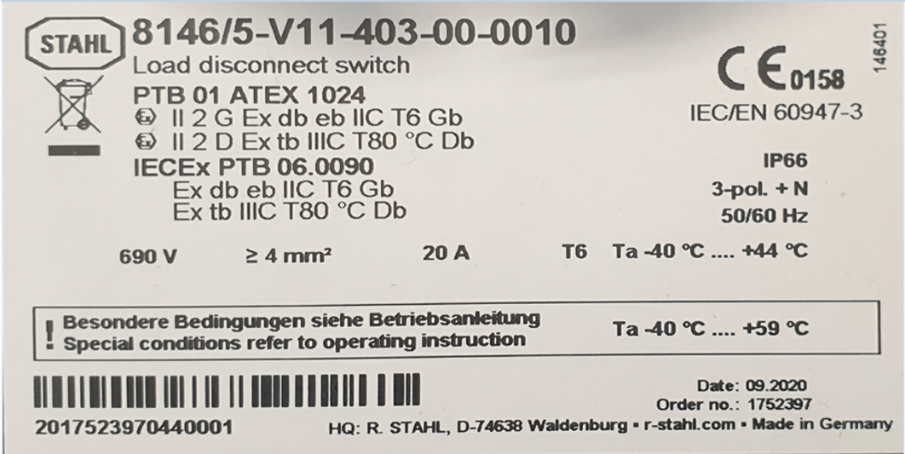 STAHL
8146/5-V11-403-00-0010
Load disconnect switch
PTB 01 ATEX 1024
Ex II 2 G Ex db eb IIC T6 Gb
Ex II 2 D Ex tb IIIC T80 °C Db
IECEx PTB 06.0090
Ex db eb IIC T6 Gb
Ex tb IIIC T80 °C Db
CE 0158
146401
IEC/EN 60947-3
IP66
3-pol. + N
50/60 Hz
690 V ≥ 4 mm² 20 A T6 Ta -40 °C .... +44 °C
! Besondere Bedingungen siehe Betriebsanleitung
Special conditions refer to operating instruction
Ta -40 °C .... +59 °C
Date: 09.2020
Order no.: 1752397
2017523970440001
HQ: R. STAHL, D-74638 Waldenburg ▪ r-stahl.com ▪ Made in Germany